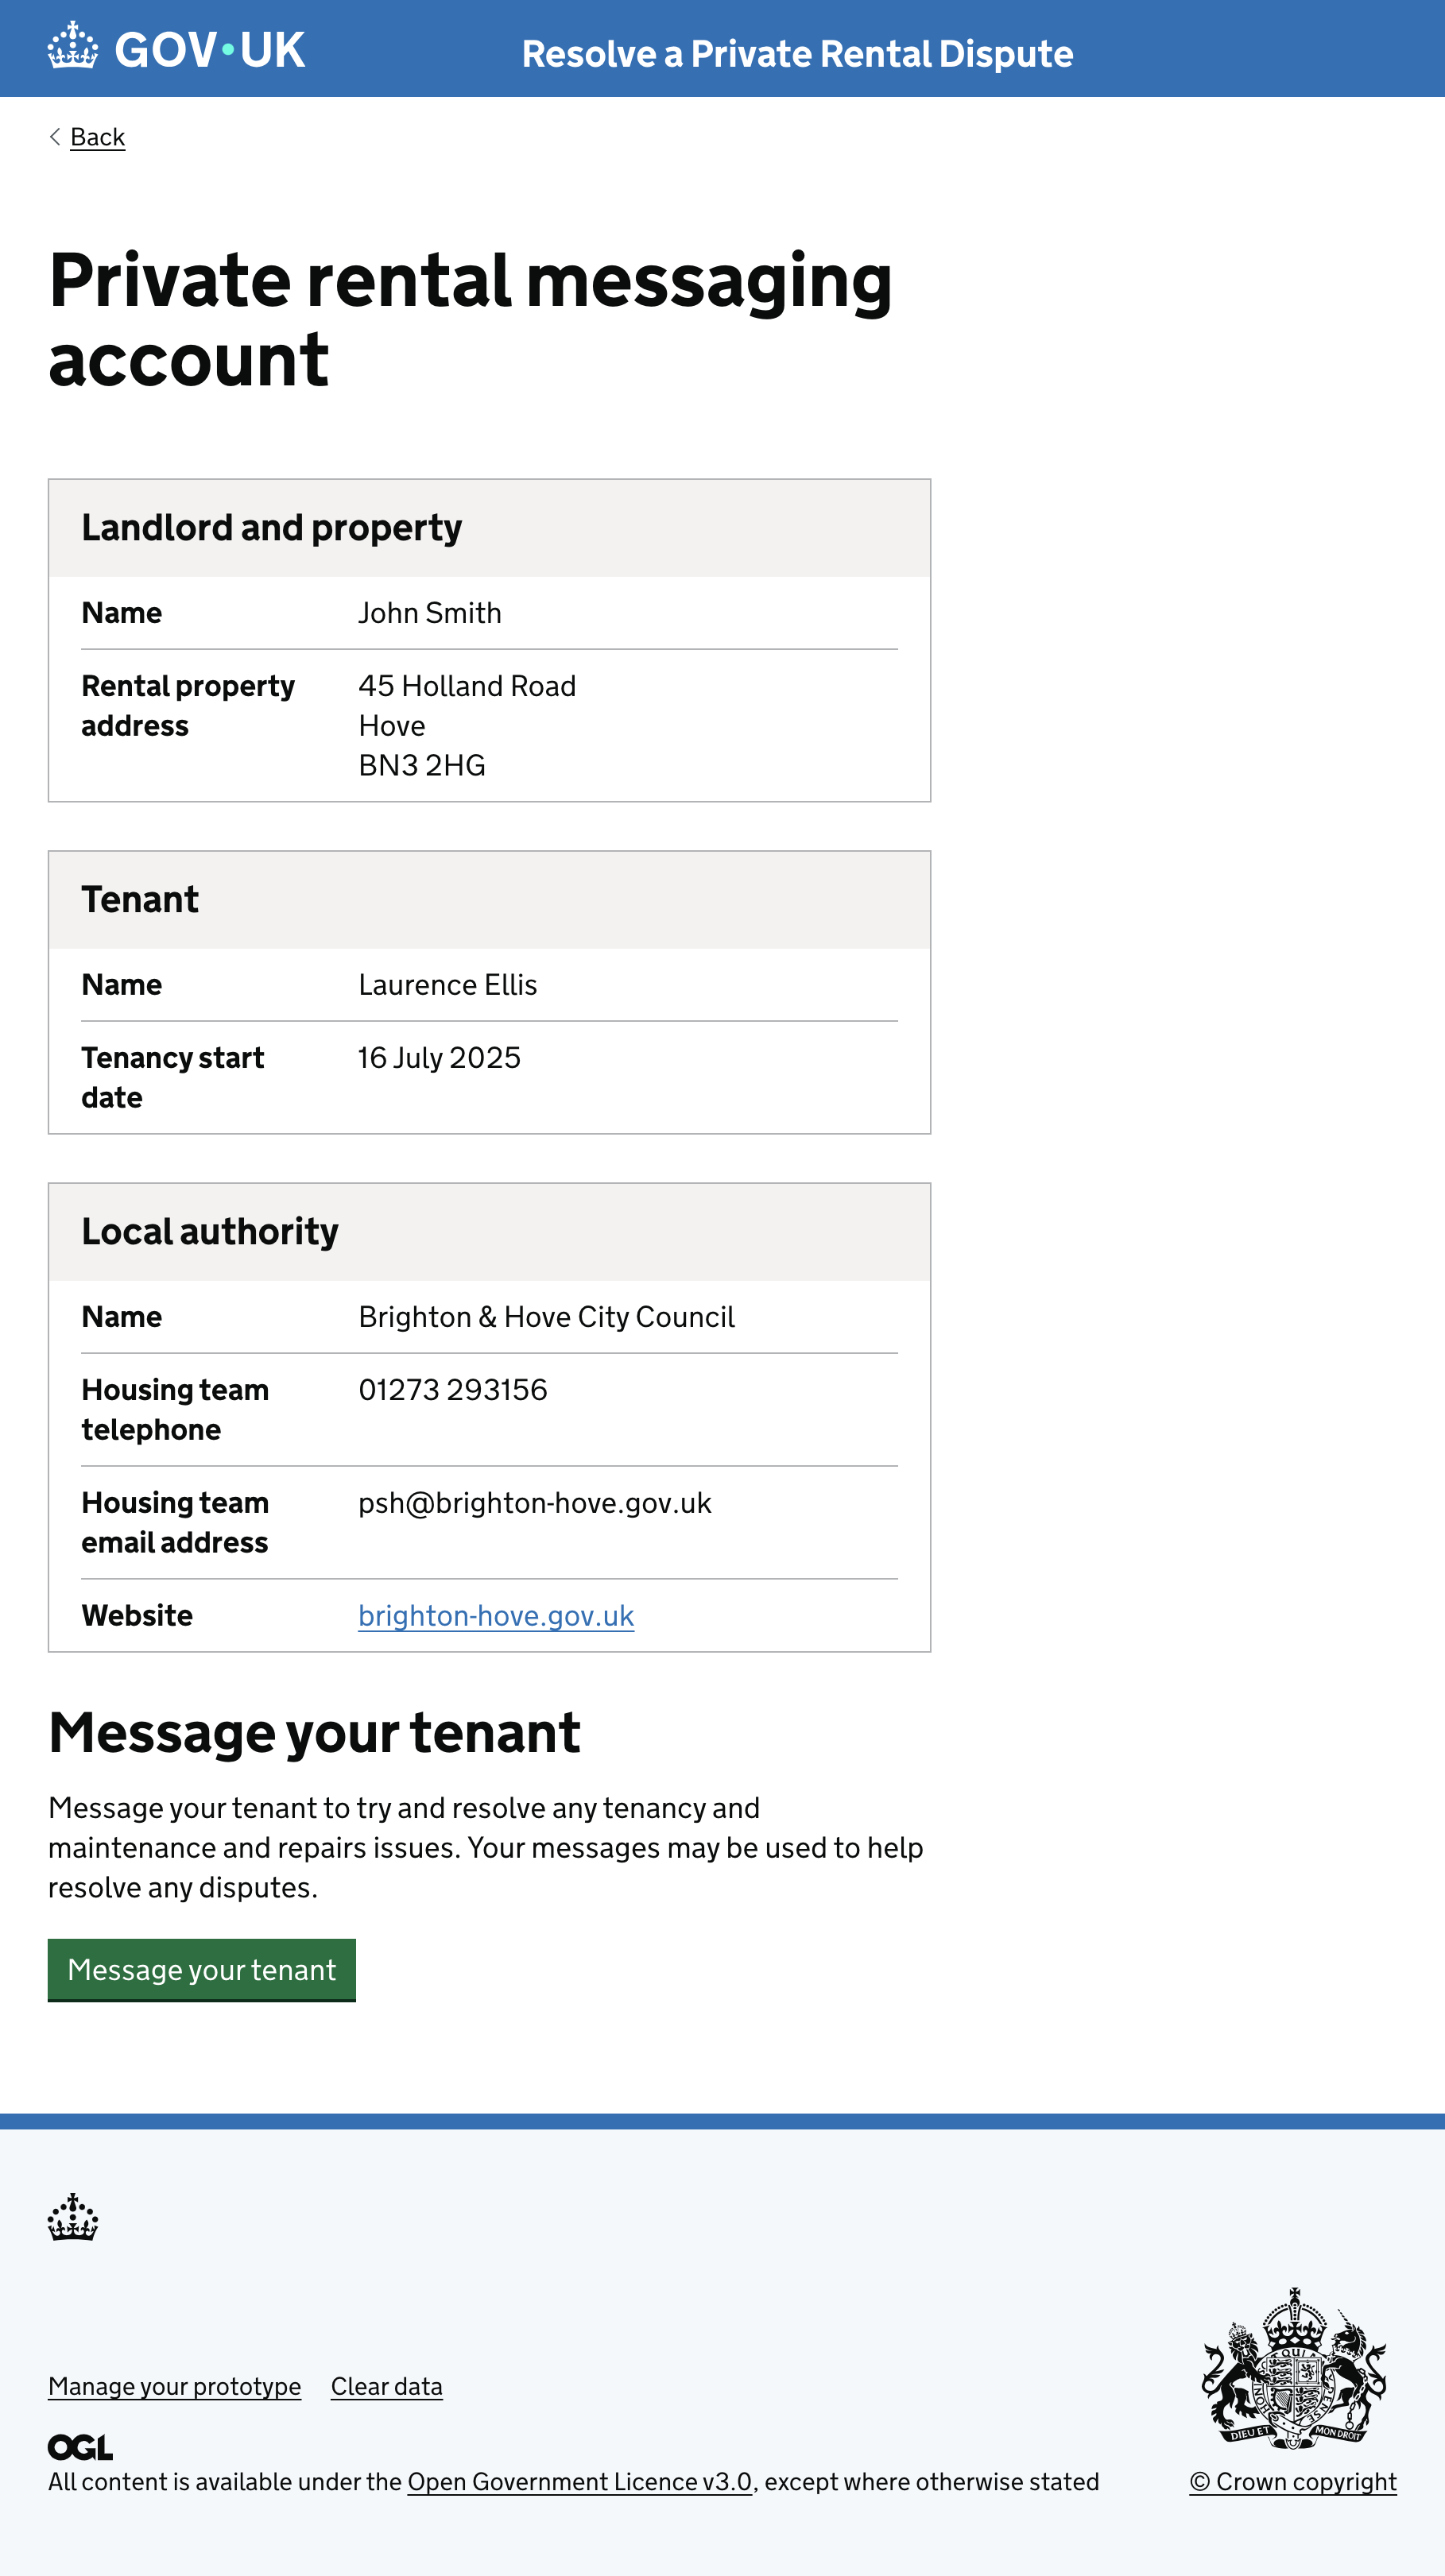 GOV•UK
Resolve a Private Rental Dispute
Back
Private rental messaging
account
Landlord and property
Name John Smith
Rental property 45 Holland Road
address Hove
BN3 2HG
Tenant
Name Laurence Ellis
Tenancy start 16 July 2025
date
Local authority
Name Brighton & Hove City Council
Housing team 01273 293156
telephone
Housing team psh@brighton-hove.gov.uk
email address
Website brighton-hove.gov.uk
Message your tenant
Message your tenant to try and resolve any tenancy and
maintenance and repairs issues. Your messages may be used to help
resolve any disputes.
Message your tenant
Manage your prototype Clear data
DIEU ET MON DROIT
OGL
All content is available under the Open Government Licence v3.0, except where otherwise stated
© Crown copyright